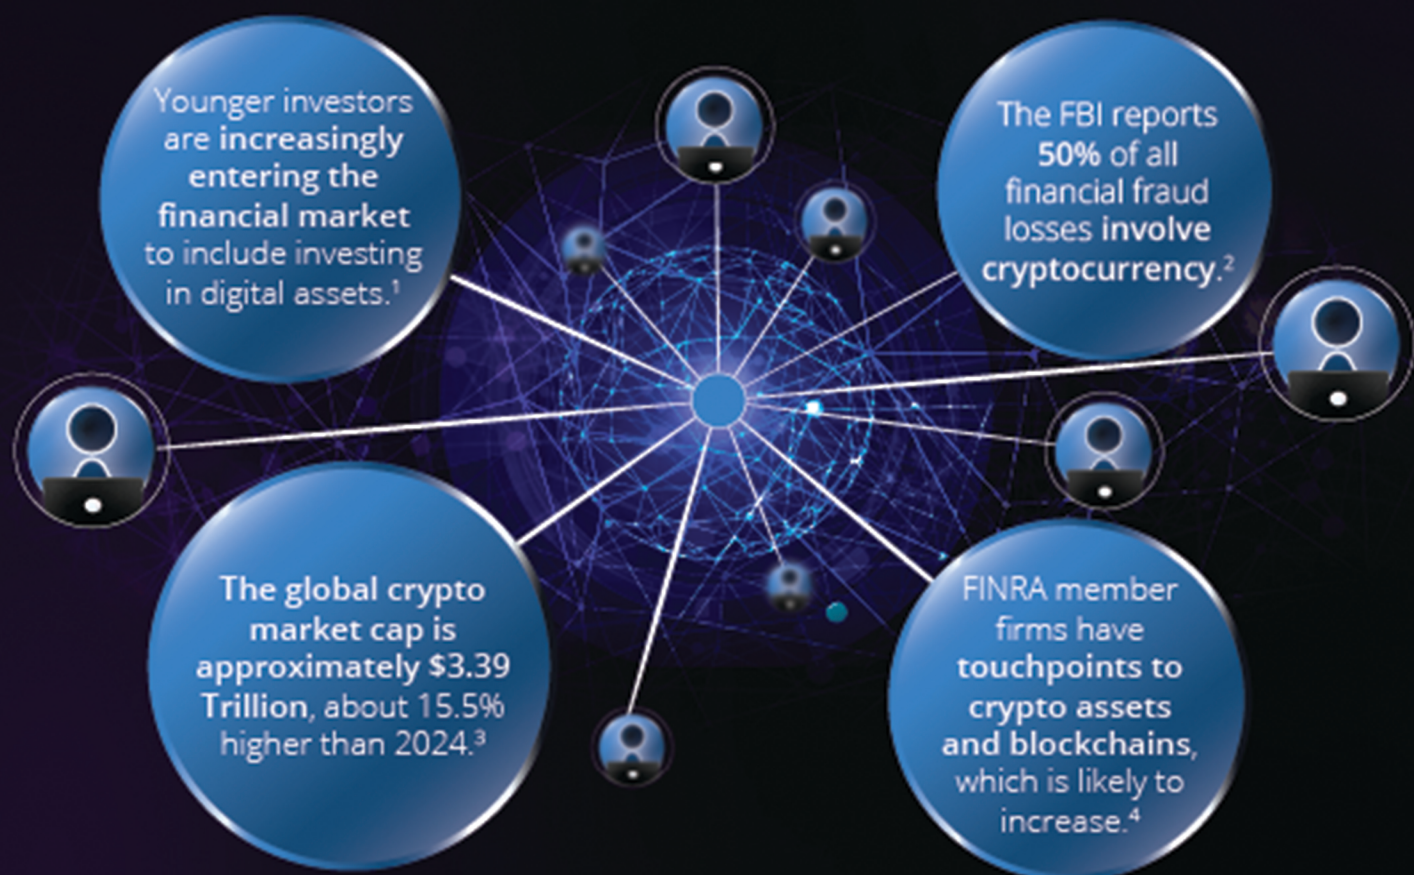 Younger investors
are increasingly
entering the
financial market
to include investing
in digital assets.¹
The FBI reports
50% of all
financial fraud
losses involve
cryptocurrency.²
The global crypto
market cap is
approximately $3.39
Trillion, about 15.5%
higher than 2024.³
FINRA member
firms have
touchpoints to
crypto assets
and blockchains,
which is likely to
increase.⁴